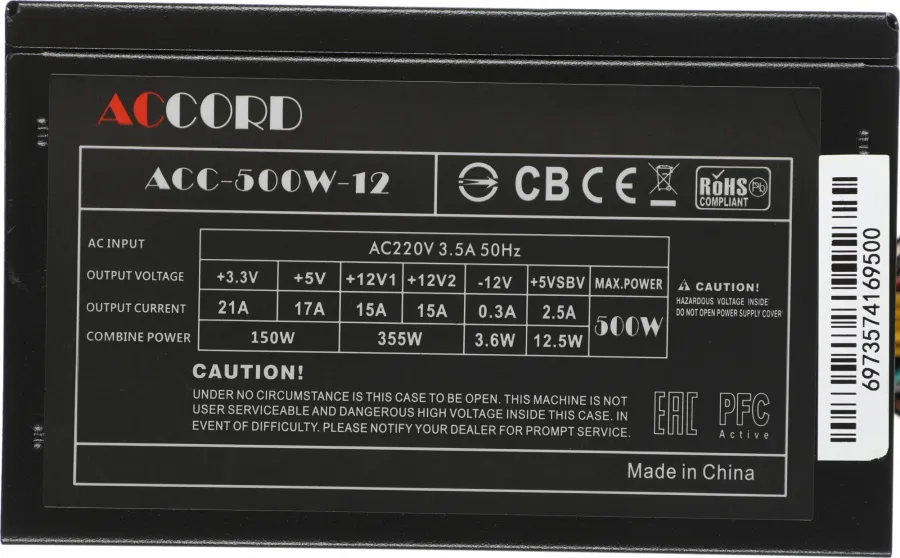 ACCORD
ACC-500W-12
CB CE RoHS Pb
COMPLIANT
AC INPUT AC220V 3.5A 50Hz
OUTPUT VOLTAGE +3.3V +5V +12V1 +12V2 -12V +5VSBV MAX.POWER
OUTPUT CURRENT 21A 17A 15A 15A 0.3A 2.5A 500W
COMBINE POWER 150W 355W 3.6W 12.5W
CAUTION!
HAZARDOUS VOLTAGE INSIDE
DO NOT OPEN POWER SUPPLY COVER
CAUTION!
UNDER NO CIRCUMSTANCE IS THIS CASE TO BE OPEN. THIS MACHINE IS NOT
USER SERVICEABLE AND DANGEROUS HIGH VOLTAGE INSIDE THIS CASE. IN
EVENT OF DIFFICULTY. PLEASE NOTIFY YOUR DEALER FOR PROMPT SERVICE.
EAC PFC
Active
Made in China
6973574169500